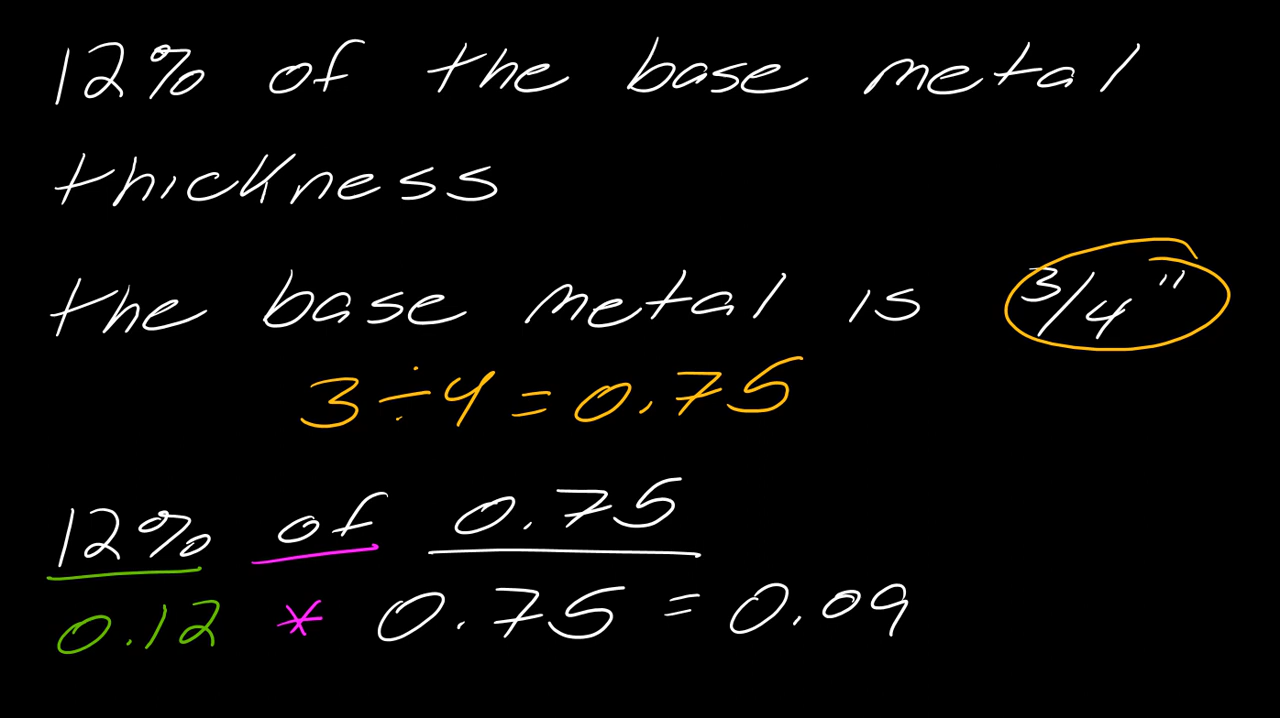 12% of the base metal
thickness
the base metal is 3/4"
3÷4=0.75
12% of 0.75
0.12 * 0.75 = 0.09